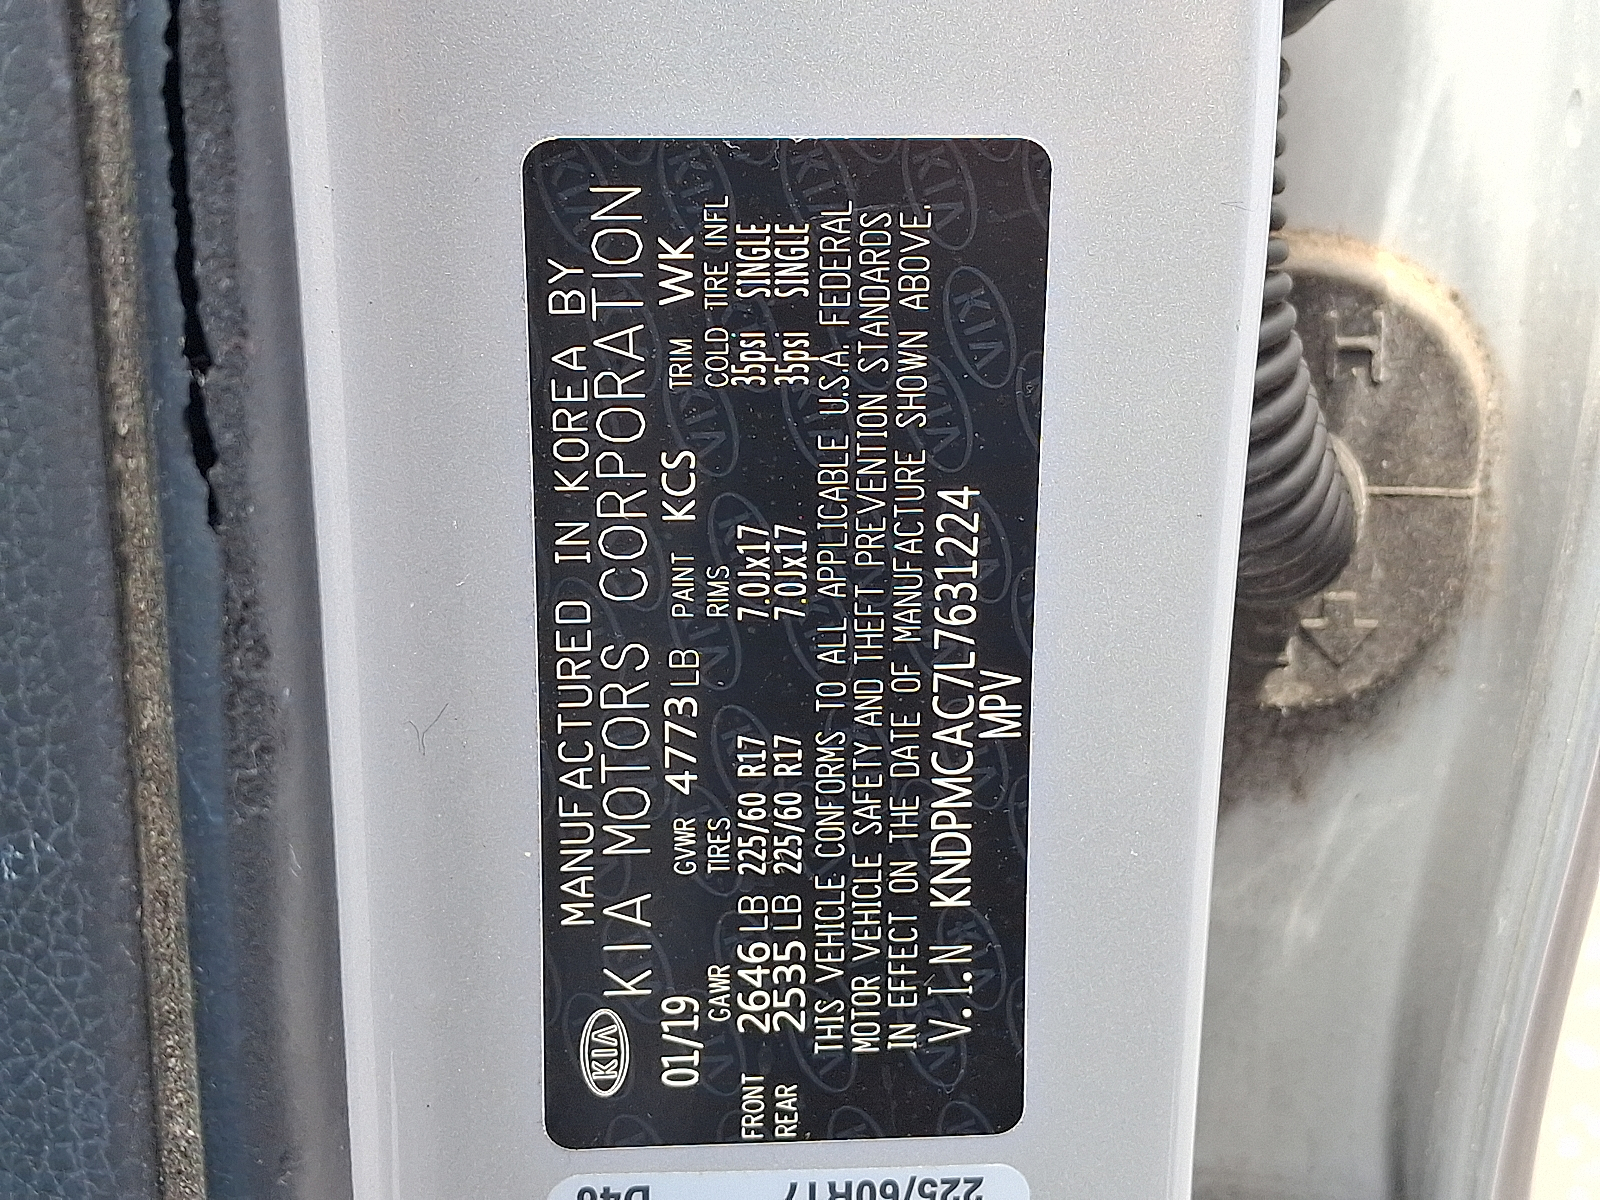 MANUFACTURED IN KOREA BY
KIA KIA MOTORS CORPORATION
01/19 GVWR 4773LB PAINT KCS TRIM WK
GAWR TIRES RIMS COLD TIRE INFL
FRONT 2646LB 225/60 R17 7.0Jx17 35psi SINGLE
REAR 2535LB 225/60 R17 7.0Jx17 35psi SINGLE
THIS VEHICLE CONFORMS TO ALL APPLICABLE U.S.A. FEDERAL
MOTOR VEHICLE SAFETY AND THEFT PREVENTION STANDARDS
IN EFFECT ON THE DATE OF MANUFACTURE SHOWN ABOVE.
V.I.N KNDPMCAC7L7631224
MPV
225/60R17
H